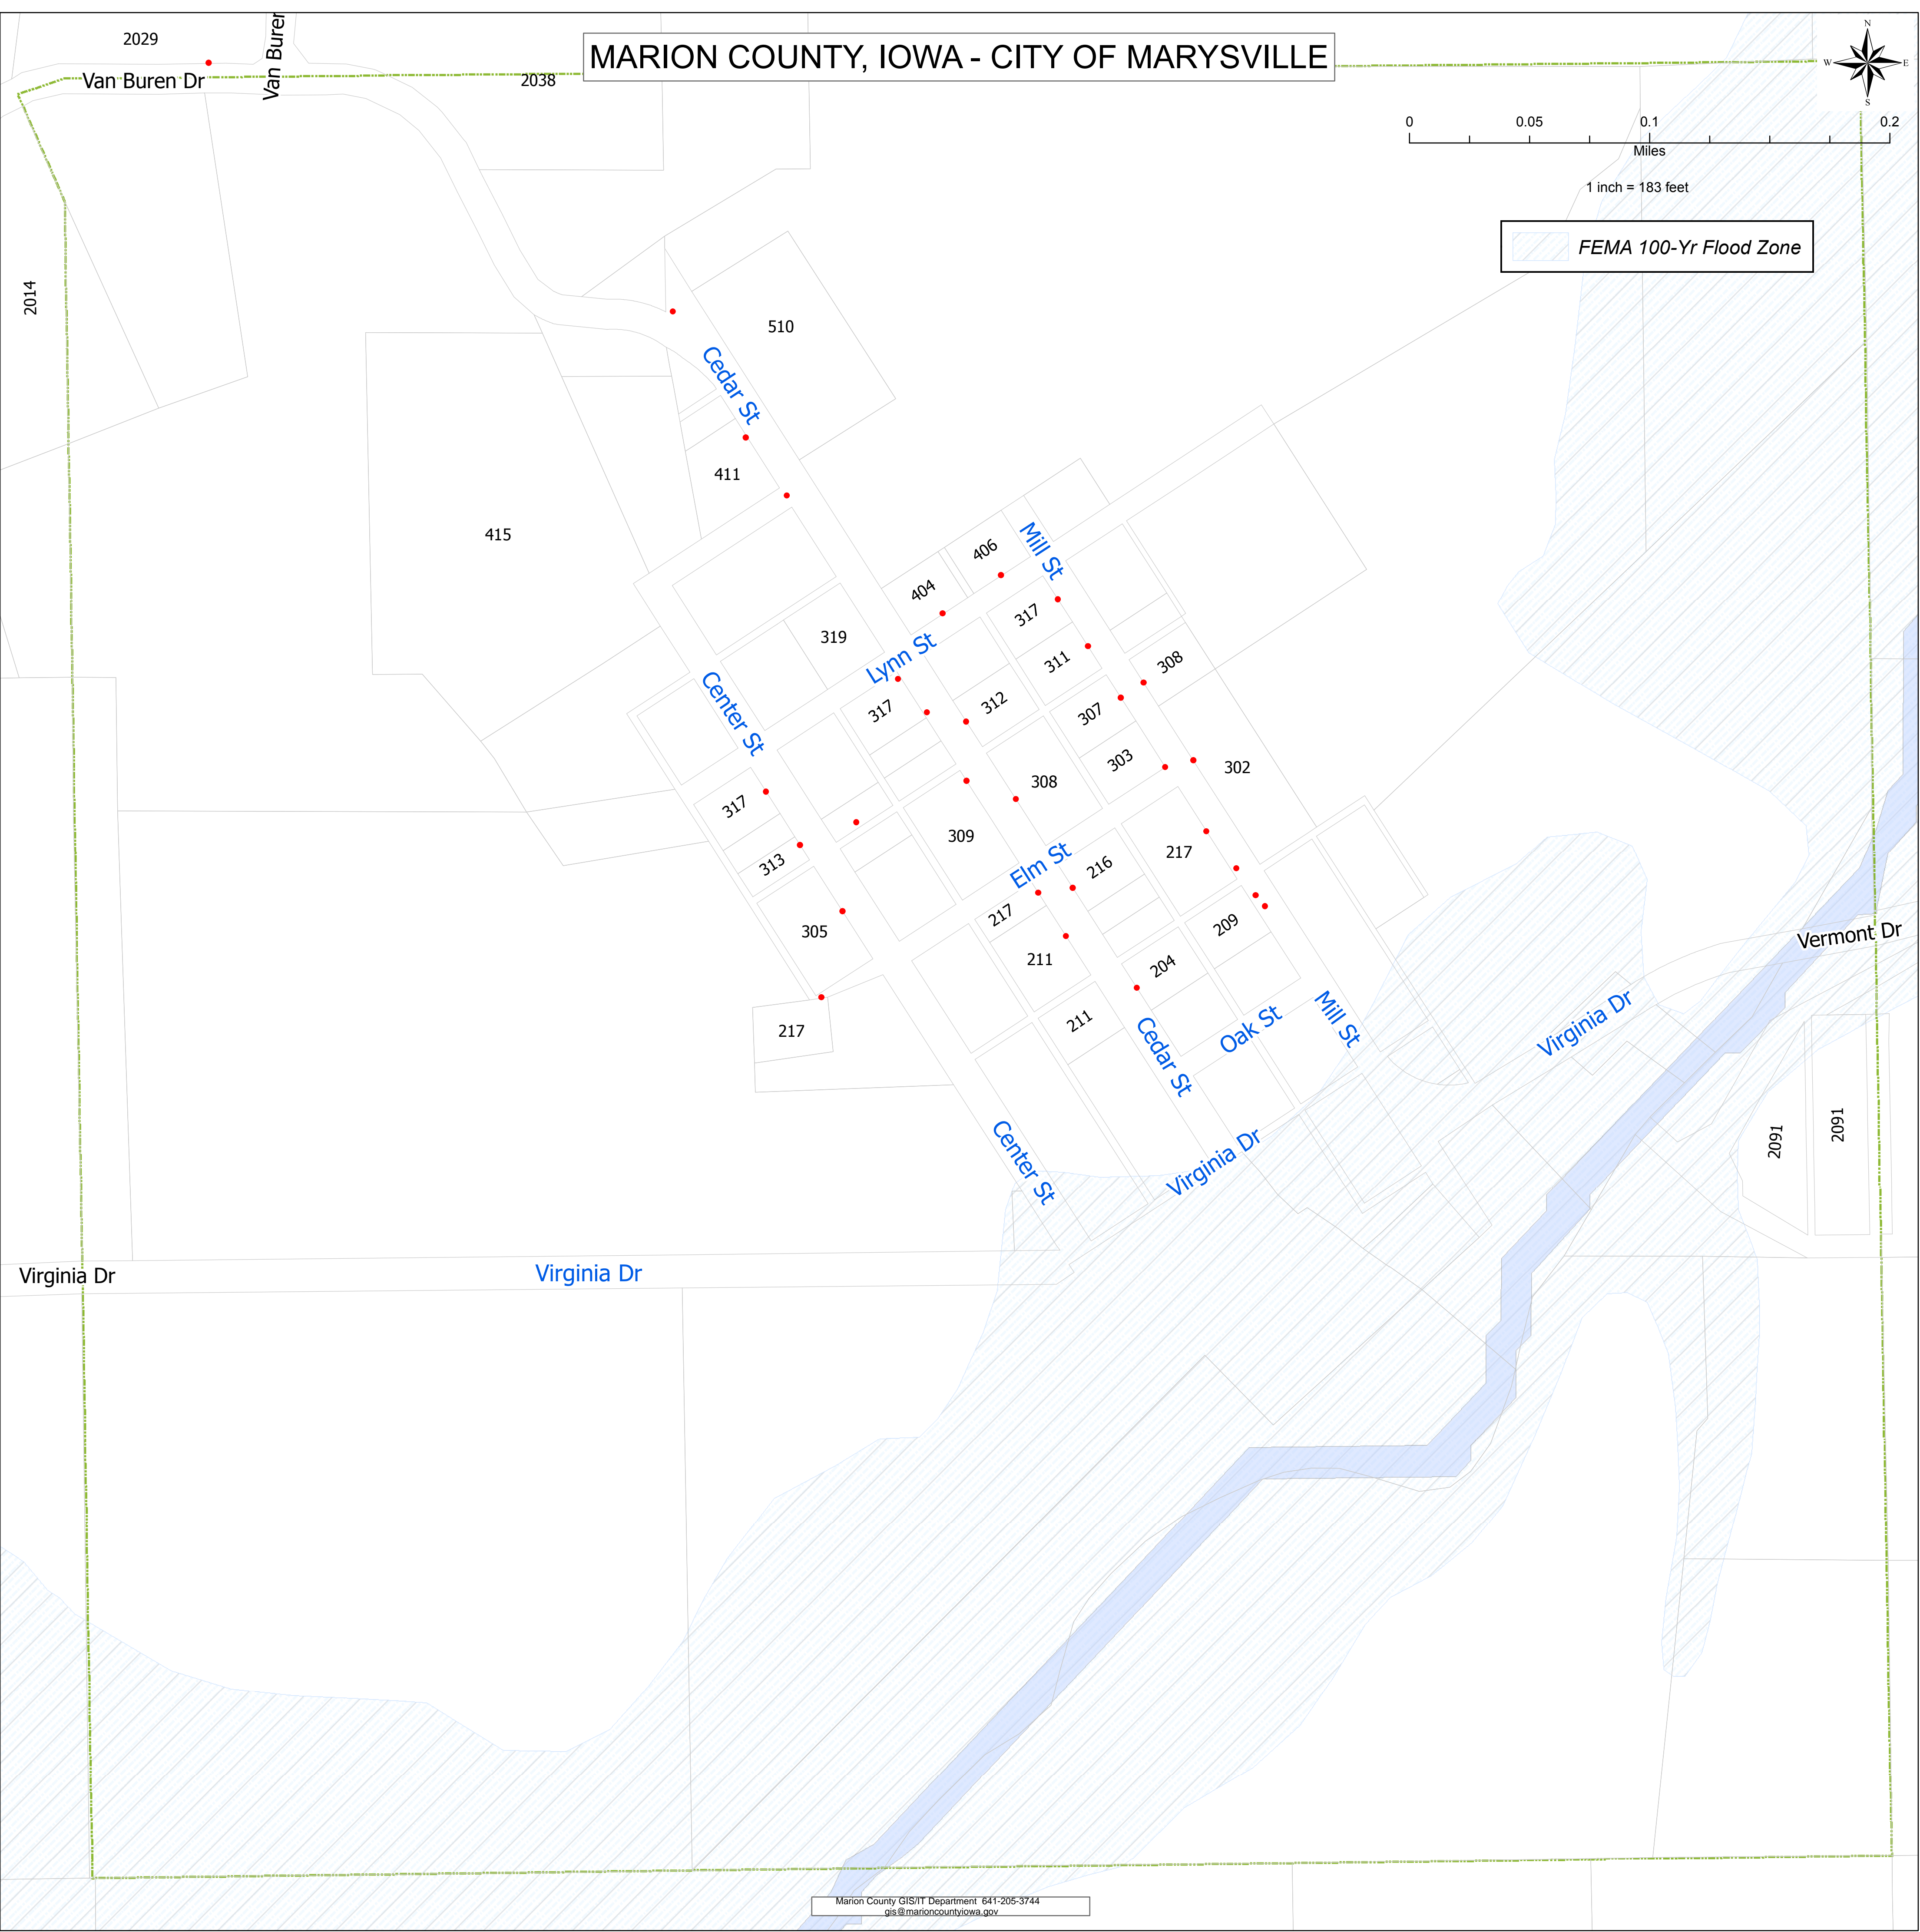 2029
Van Buren
MARION COUNTY, IOWA - CITY OF MARYSVILLE
N
W
E
S
Van Buren Dr
2038
0
0.05
0.1
0.2
Miles
1 inch = 183 feet
FEMA 100-Yr Flood Zone
2014
510
Cedar St
411
415
406
Mill St
404
317
319
Lynn St
311
308
Center St
317
312
307
303
302
308
317
309
217
313
Elm St
216
217
209
305
211
204
Vermont Dr
217
211
Oak St
Mill St
Virginia Dr
Cedar St
2091
2091
Center St
Virginia Dr
Virginia Dr
Virginia Dr
Marion County GIS/IT Department 641-205-3744
gis@marioncountyiowa.gov